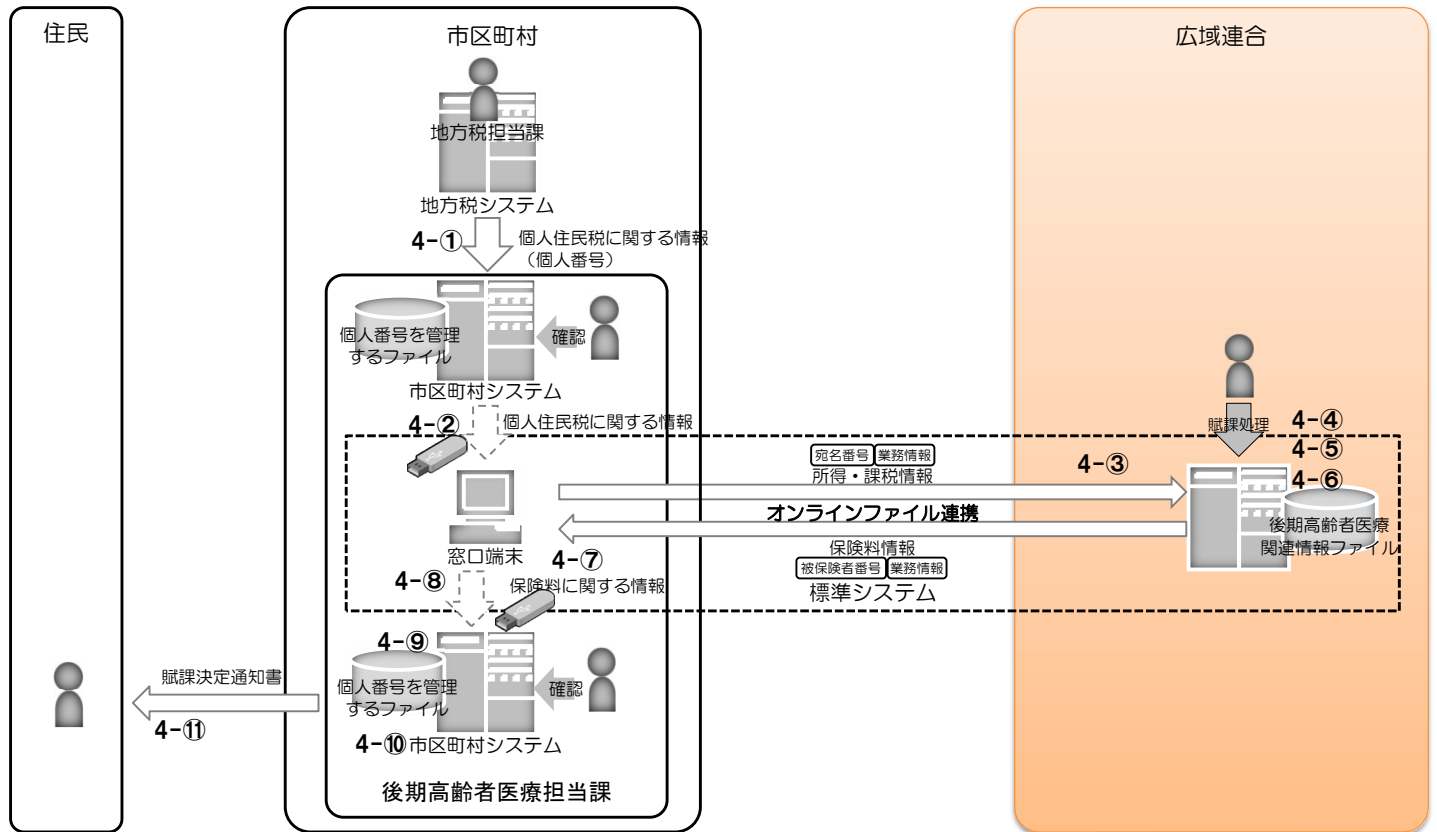 住民
市区町村
広域連合
地方税担当課
地方税システム
4-①
個人住民税に関する情報
（個人番号）
個人番号を管理
するファイル
確認
市区町村システム
4-②
個人住民税に関する情報
賦課処理
4-④
4-⑤
4-⑥
宛名番号 業務情報
所得・課税情報
4-③
オンラインファイル連携
後期高齢者医療
関連情報ファイル
窓口端末
4-⑦
保険料情報
被保険者番号 業務情報
標準システム
4-⑧
保険料に関する情報
4-⑨
個人番号を管理
するファイル
確認
4-⑩ 市区町村システム
後期高齢者医療担当課
賦課決定通知書
4-⑪